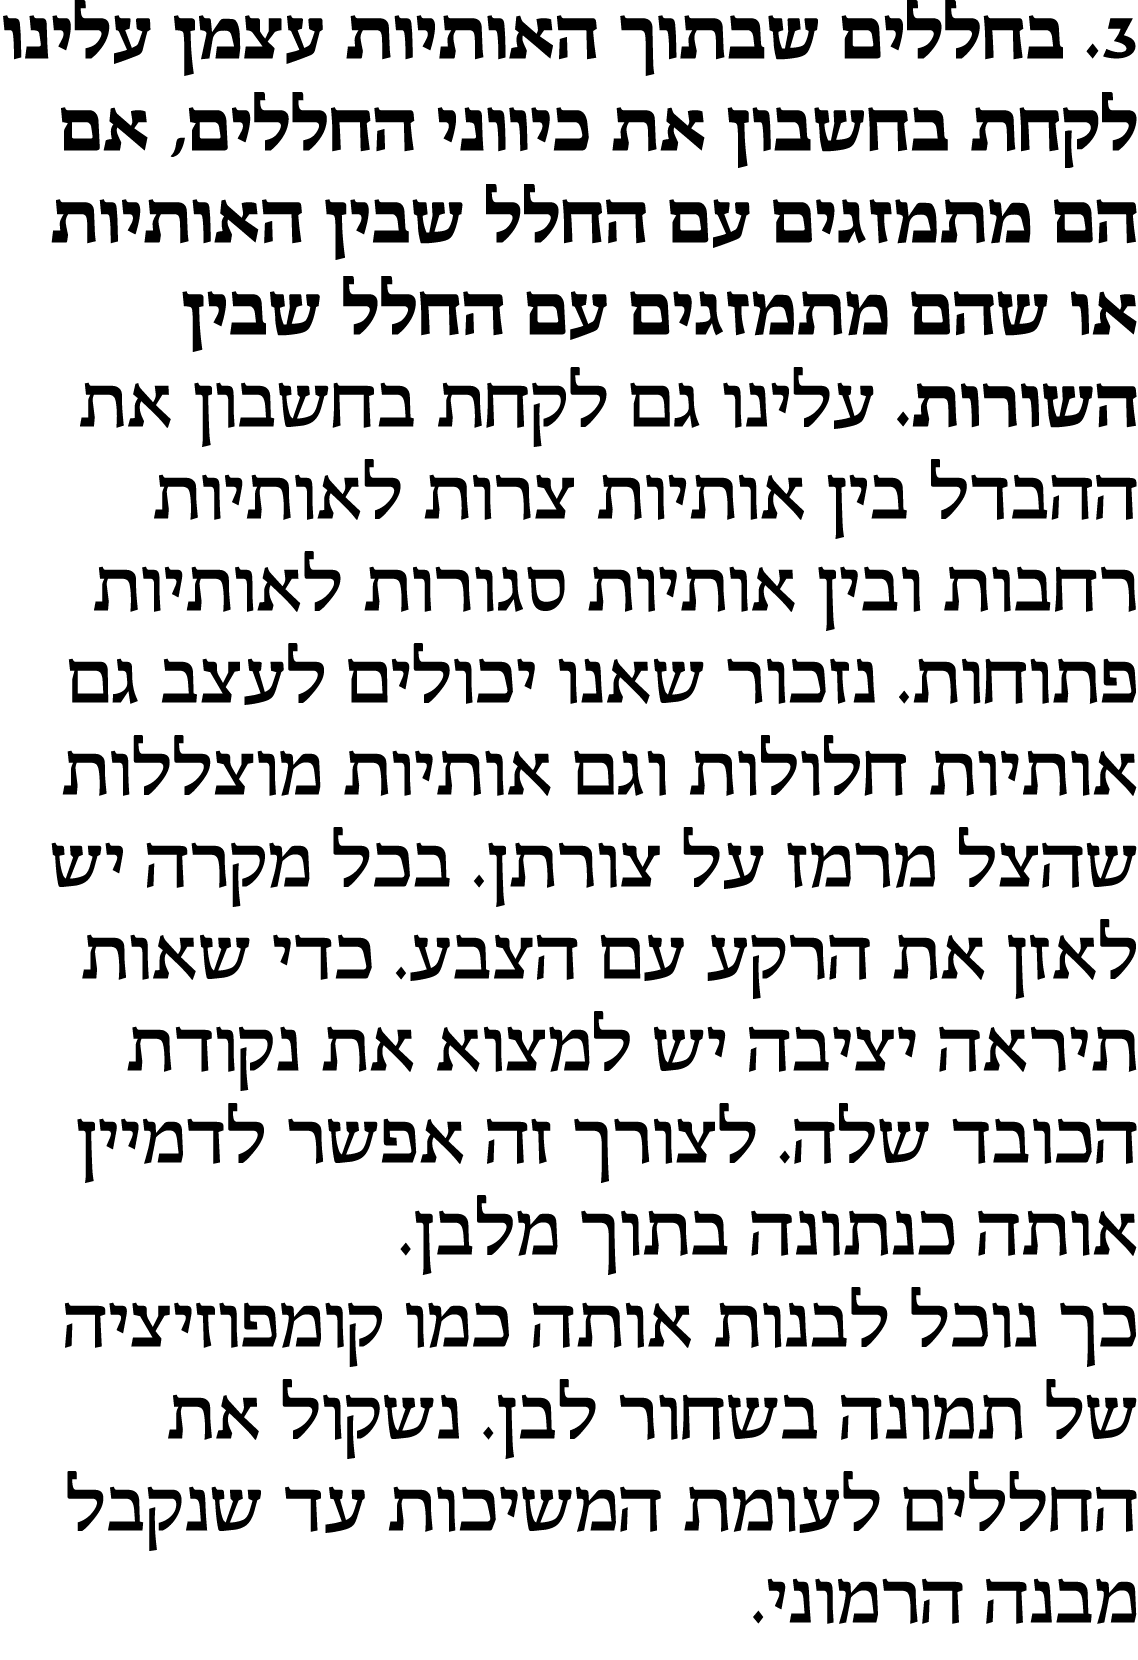 3. בחללים שבתוך האותיות עצמן עלינו
לקחת בחשבון את כיווני החללים, אם
הם מתמזגים עם החלל שבין האותיות
או שהם מתמזגים עם החלל שבין
השורות. עלינו גם לקחת בחשבון את
ההבדל בין אותיות צרות לאותיות
רחבות ובין אותיות סגורות לאותיות
פתוחות. נזכור שאנו יכולים לעצב גם
אותיות חלולות וגם אותיות מוצללות
שהצל מרמז על צורתן. בכל מקרה יש
לאזן את הרקע עם הצבע. כדי שאות
תיראה יציבה יש למצוא את נקודת
הכובד שלה. לצורך זה אפשר לדמיין
אותה כנתונה בתוך מלבן.
כך נוכל לבנות אותה כמו קומפוזיציה
של תמונה בשחור לבן. נשקול את
החללים לעומת המשיכות עד שנקבל
מבנה הרמוני.